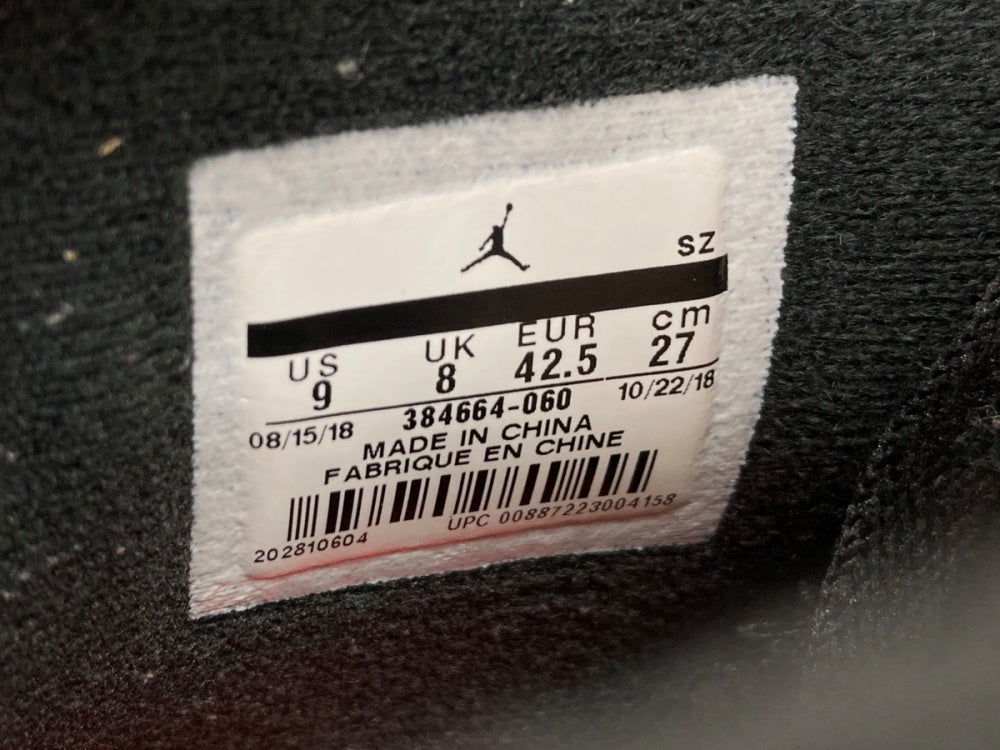 SZ
US UK EUR cm
9 8 42.5 27
384664-060
08/15/18 10/22/18
MADE IN CHINA
FABRIQUE EN CHINE
UPC 00887223004158
202810604